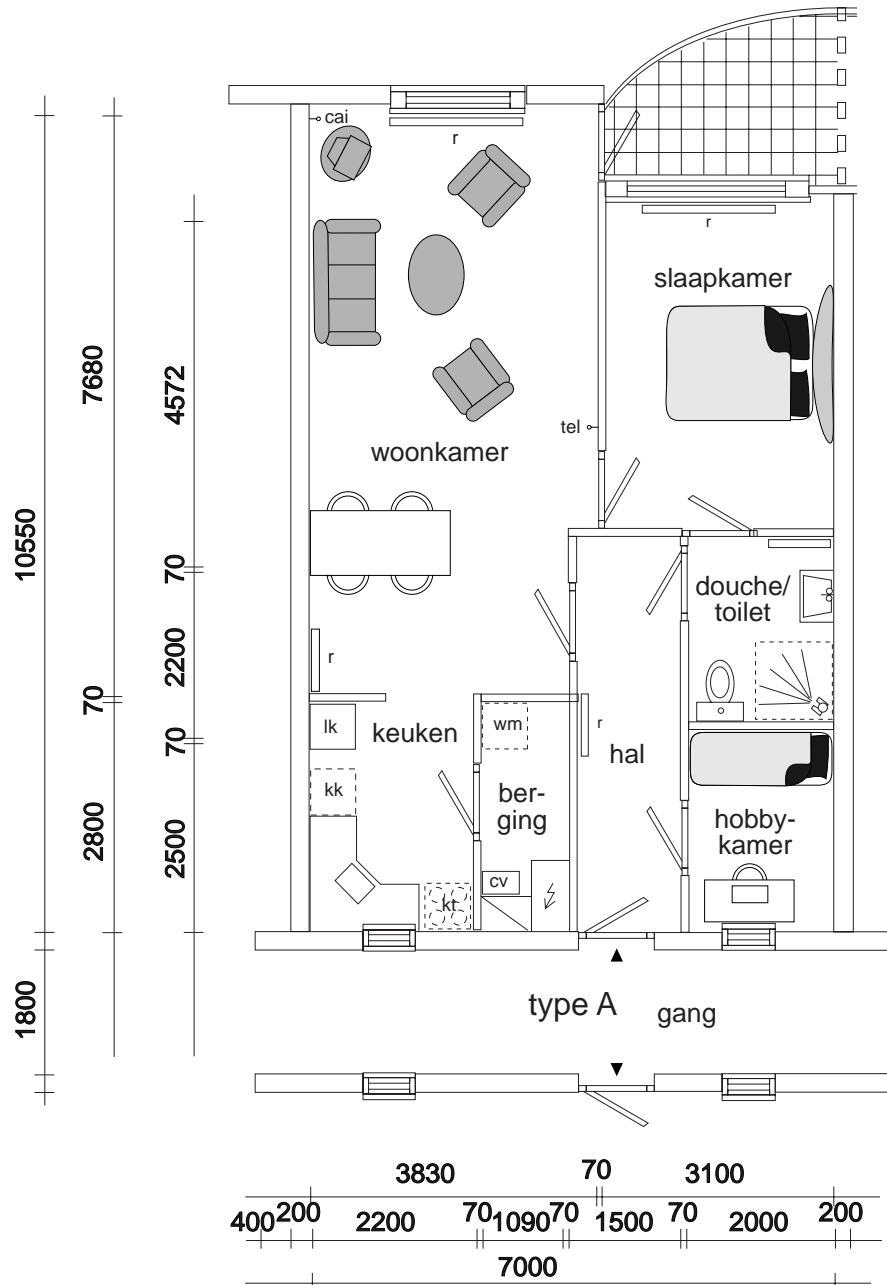 cai
r
r
slaapkamer
7680
4572
tel
woonkamer
10550
70
douche/
toilet
2200
r
70
r
lk
keuken
wm
hal
70
kk
ber-
ging
hobby-
kamer
2800
2500
cv
kt
1800
type A
gang
3830
70
3100
400
200
2200
70
1090
70
1500
70
2000
200
7000